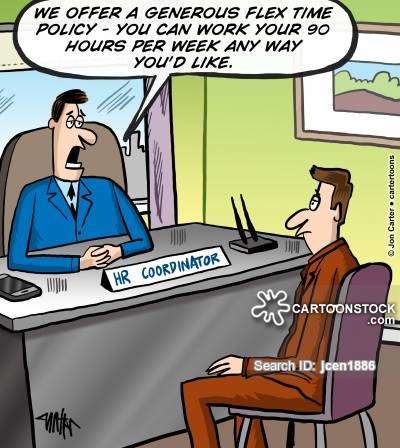 WE OFFER A GENEROUS FLEX TIME
POLICY - YOU CAN WORK YOUR 90
HOURS PER WEEK ANY WAY
YOU'D LIKE.
© Jon Carter • cartertoons
HR COORDINATOR
CARTOONSTOCK
.com
Search ID: jcen1886